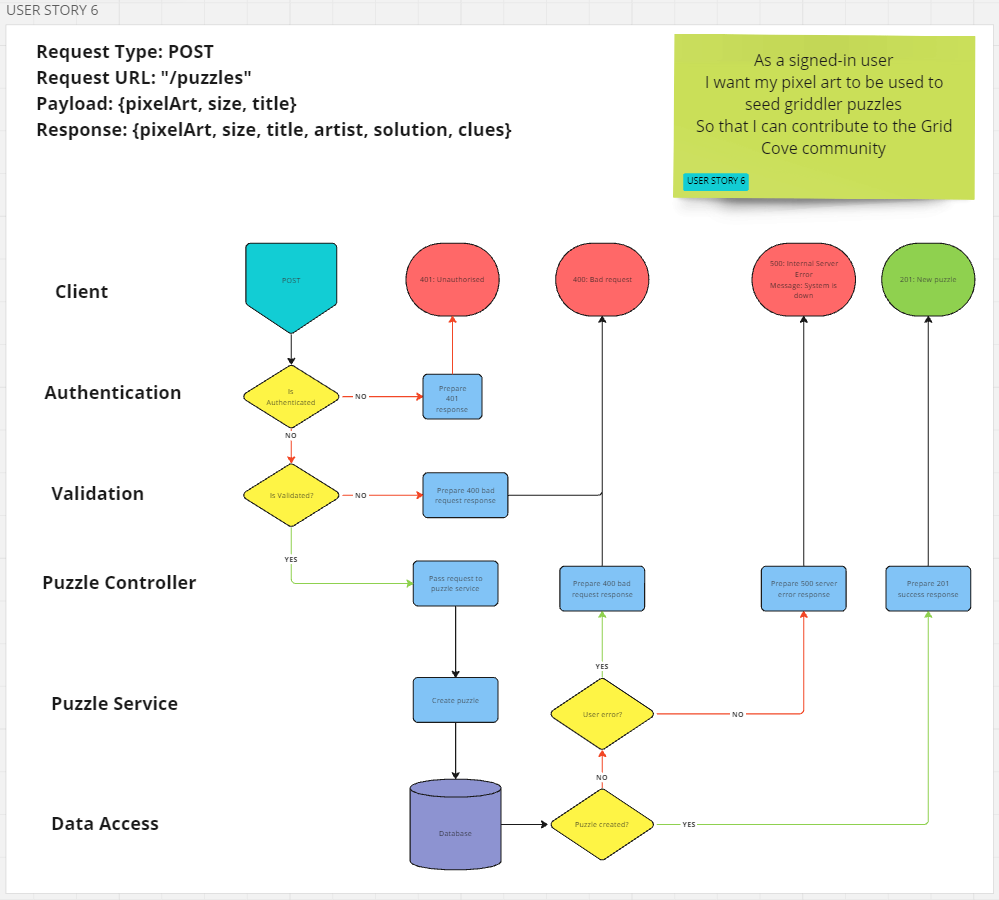 USER STORY 6
Request Type: POST
Request URL: "/puzzles"
Payload: {pixelArt, size, title}
Response: {pixelArt, size, title, artist, solution, clues}
As a signed-in user
I want my pixel art to be used to
seed griddler puzzles
So that I can contribute to the Grid
Cove community
USER STORY 6
Client
POST
401: Unauthorised
400: Bad request
500: Internal Server
Error
Message: System is
down
201: New puzzle
Authentication
Is
Authenticated
NO
Prepare
401
response
NO
Validation
Is Validated?
NO
Prepare 400 bad
request response
YES
Puzzle Controller
Pass request to
puzzle service
Prepare 400 bad
request response
Prepare 500 server
error response
Prepare 201
success response
YES
Puzzle Service
Create puzzle
User error?
NO
NO
Data Access
Database
Puzzle created?
YES